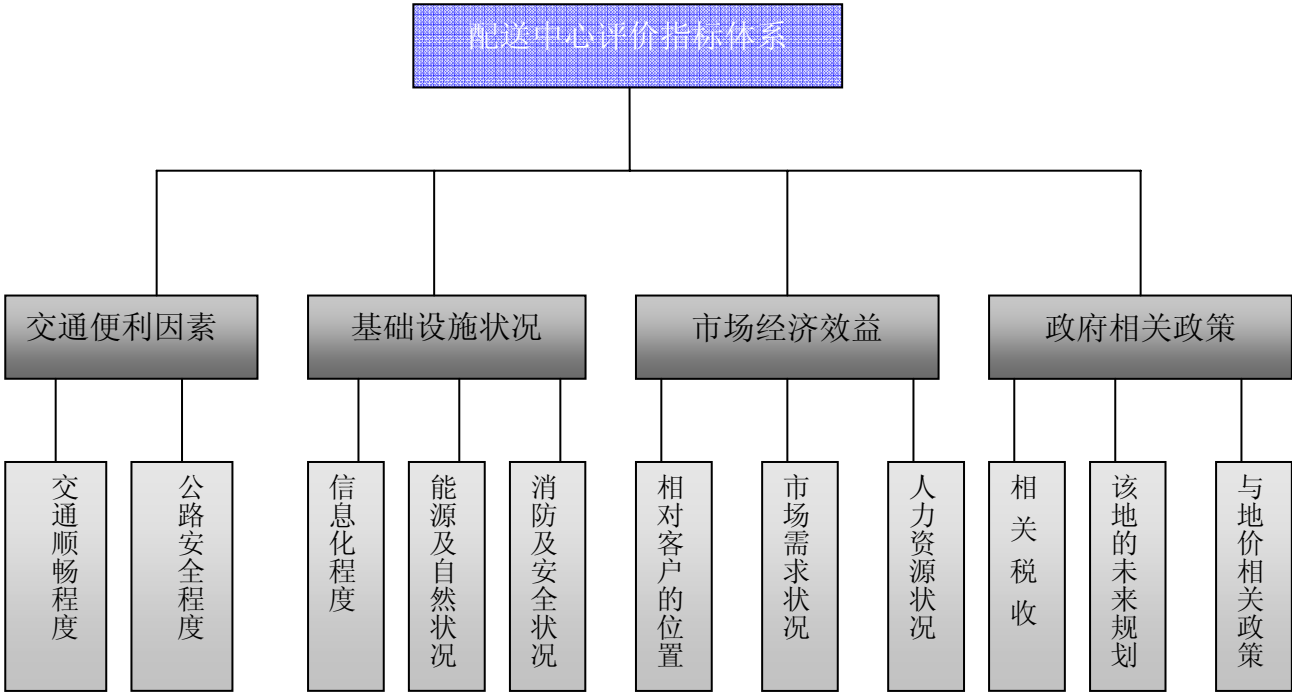 配送中心评价指标体系
交通便利因素
基础设施状况
市场经济效益
政府相关政策
交通顺畅程度
公路安全程度
信息化程度
能源及自然状况
消防及安全状况
相对客户的位置
市场需求状况
人力资源状况
相关税收
该地的未来规划
与地价相关政策